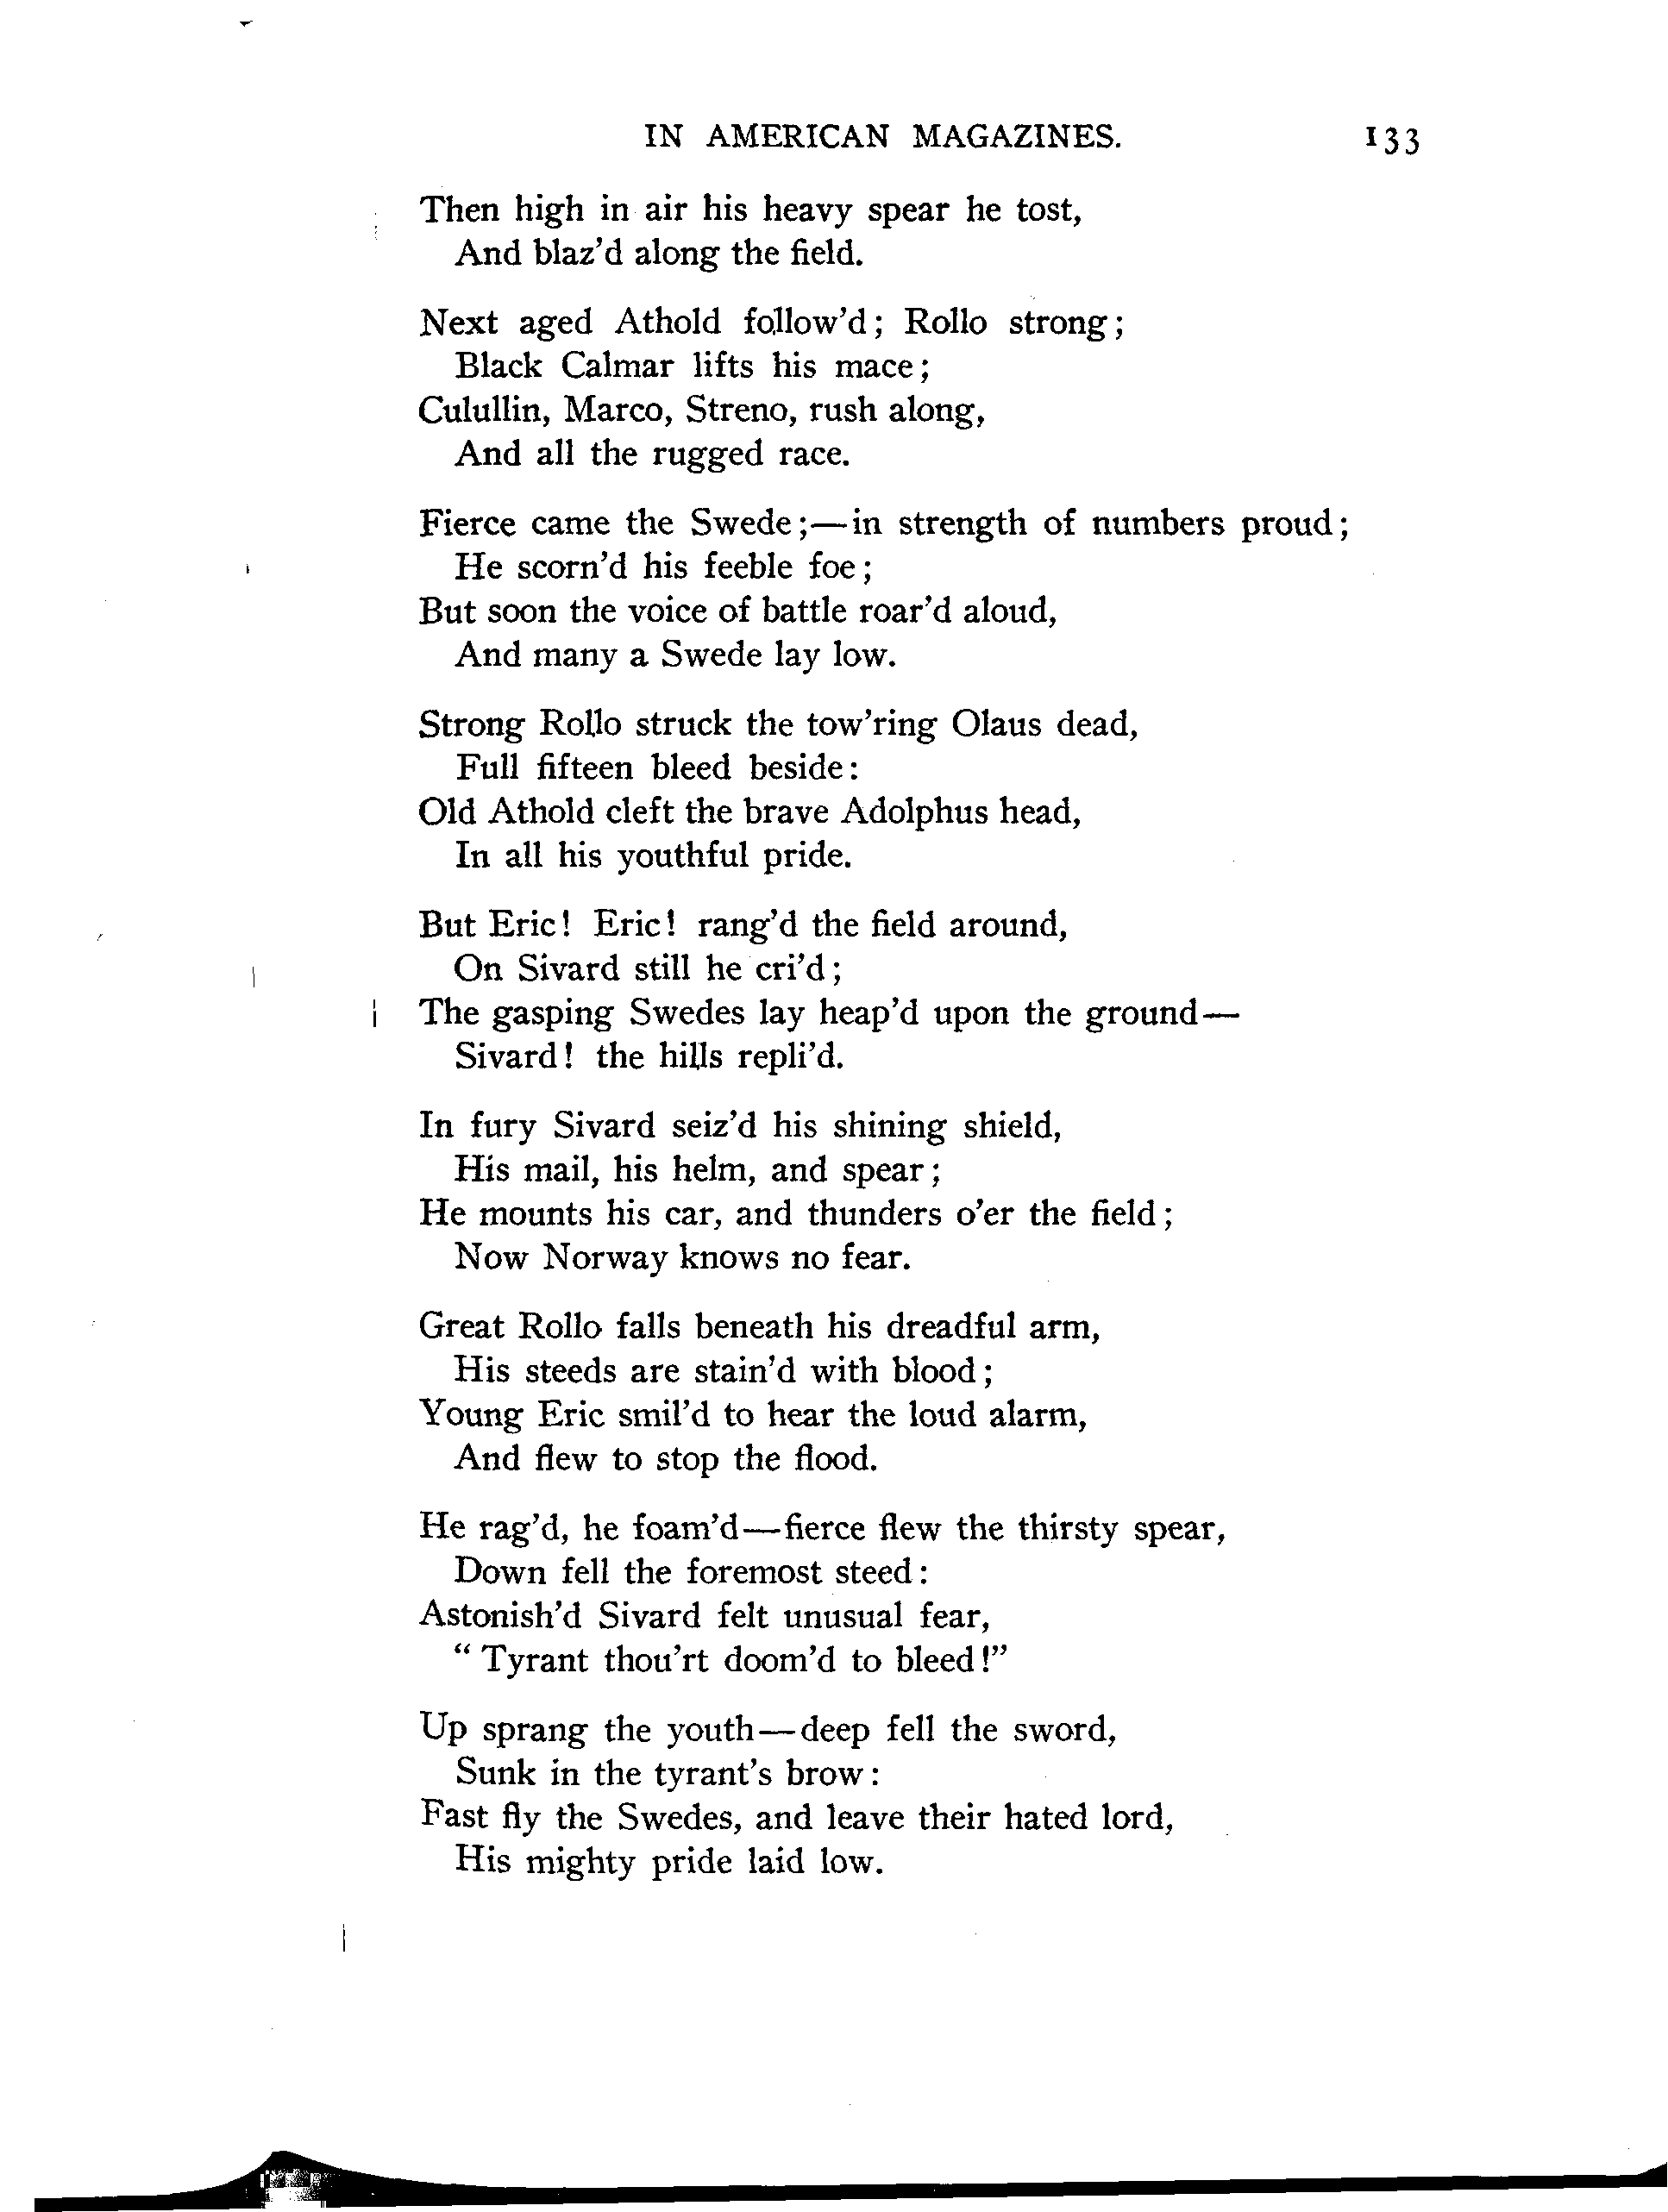 IN AMERICAN MAGAZINES. 133
Then high in air his heavy spear he tost,
And blaz'd along the field.
Next aged Athold follow'd; Rollo strong;
Black Calmar lifts his mace;
Culullin, Marco, Streno, rush along,
And all the rugged race.
Fierce came the Swede;—in strength of numbers proud;
He scorn'd his feeble foe;
But soon the voice of battle roar'd aloud,
And many a Swede lay low.
Strong Rollo struck the tow'ring Olaus dead,
Full fifteen bleed beside:
Old Athold cleft the brave Adolphus head,
In all his youthful pride.
But Eric! Eric! rang'd the field around,
On Sivard still he cri'd;
The gasping Swedes lay heap'd upon the ground—
Sivard! the hills repli'd.
In fury Sivard seiz'd his shining shield,
His mail, his helm, and spear;
He mounts his car, and thunders o'er the field;
Now Norway knows no fear.
Great Rollo falls beneath his dreadful arm,
His steeds are stain'd with blood;
Young Eric smil'd to hear the loud alarm,
And flew to stop the flood.
He rag'd, he foam'd—fierce flew the thirsty spear,
Down fell the foremost steed:
Astonish'd Sivard felt unusual fear,
“Tyrant thou'rt doom'd to bleed!”
Up sprang the youth—deep fell the sword,
Sunk in the tyrant's brow:
Fast fly the Swedes, and leave their hated lord,
His mighty pride laid low.